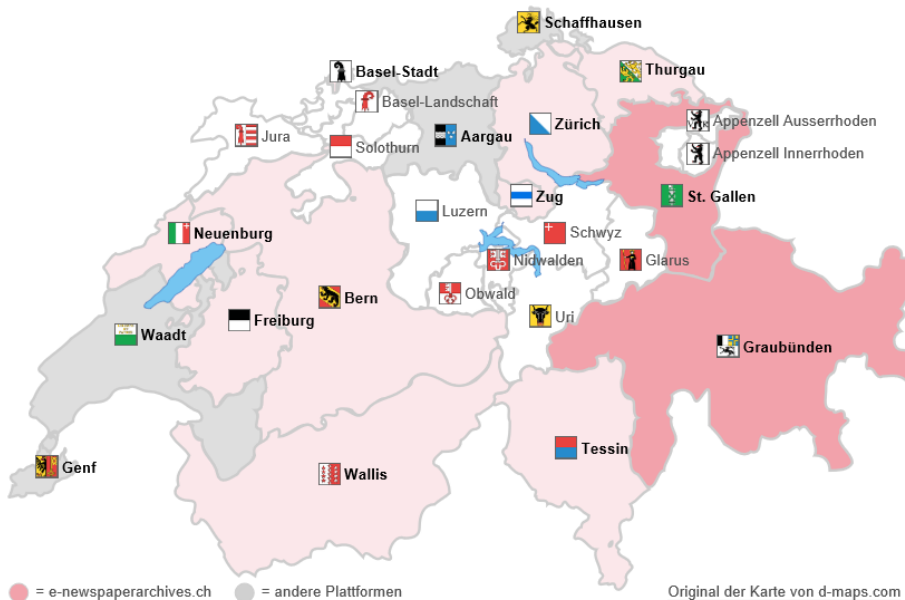 Schaffhausen
Basel-Stadt
Thurgau
Basel-Landschaft
Appenzell Ausserrhoden
Zürich
Jura
Aargau
Solothurn
Appenzell Innerrhoden
Zug
St. Gallen
Luzern
Neuenburg
Schwyz
Nidwalden
Glarus
Obwald
Bern
Uri
Freiburg
Waadt
Graubünden
Tessin
Genf
Wallis
= e-newspaperarchives.ch = andere Plattformen Original der Karte von d-maps.com